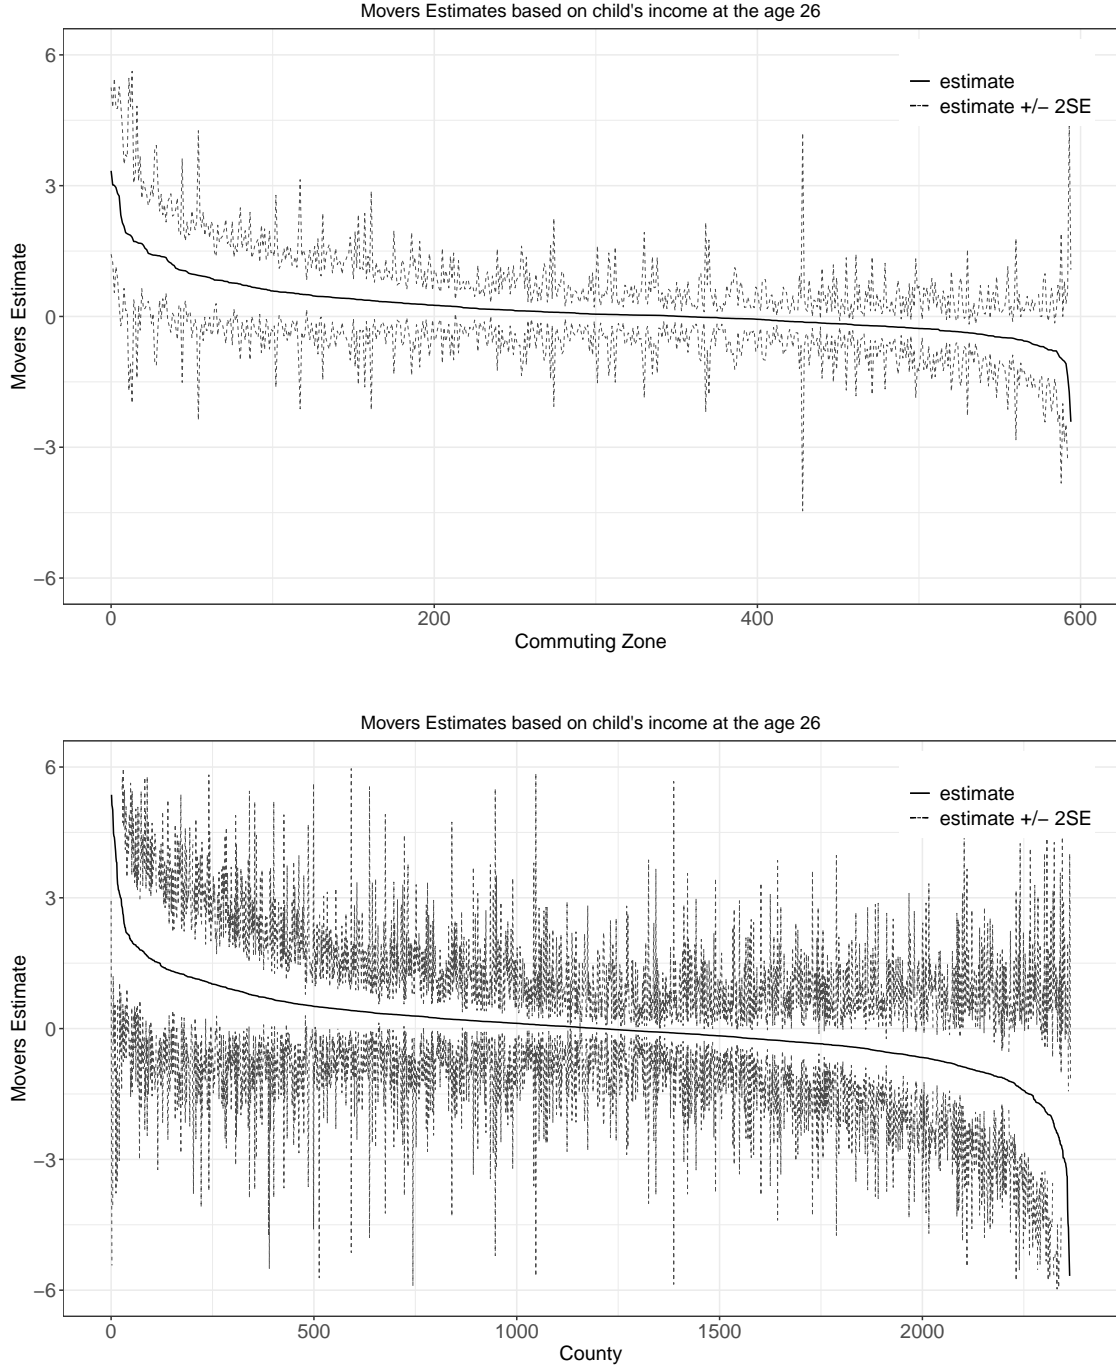 Movers Estimates based on child's income at the age 26
6
3
0
−3
−6
Movers Estimate
estimate
estimate +/− 2SE
0 200 400 600
Commuting Zone
Movers Estimates based on child's income at the age 26
6
3
0
−3
−6
Movers Estimate
estimate
estimate +/− 2SE
0 500 1000 1500 2000
County